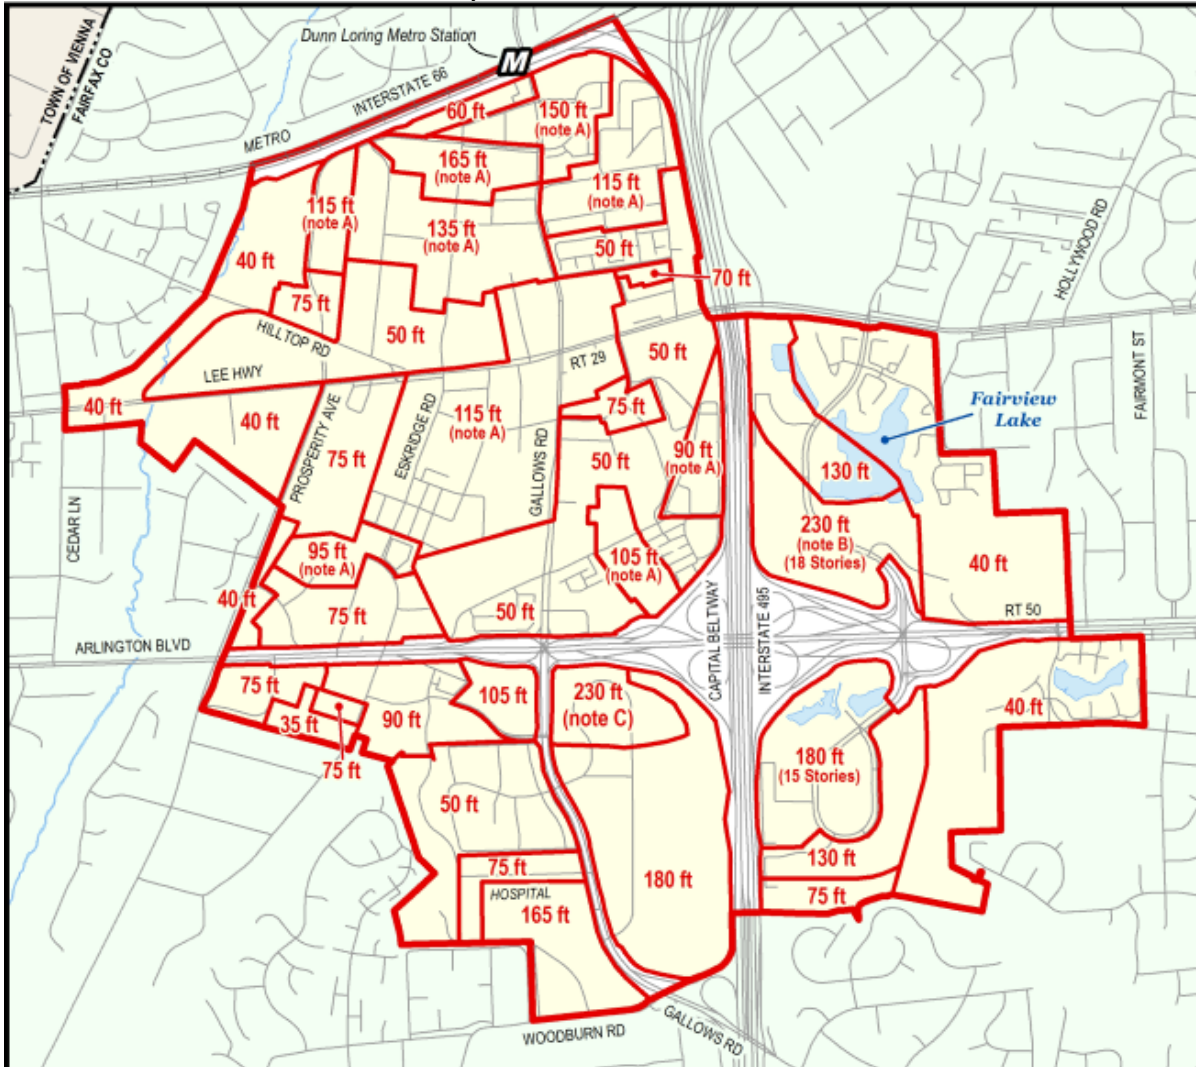 Dunn Loring Metro Station
M
TOWN OF VIENNA
FAIRFAX CO
METRO
INTERSTATE 66
60 ft
150 ft
(note A)
165 ft
(note A)
115 ft
(note A)
115 ft
(note A)
135 ft
(note A)
HOLLYWOOD RD
40 ft
50 ft
70 ft
75 ft
50 ft
HILLTOP RD
LEE HWY
RT 29
50 ft
FAIRMONT ST
40 ft
40 ft
PROSPERITY AVE
ESKRIDGE RD
115 ft
(note A)
75 ft
Fairview
Lake
75 ft
GALLOWS RD
50 ft
90 ft
(note A)
130 ft
CEDAR LN
230 ft
(note B)
(18 Stories)
95 ft
(note A)
105 ft
(note A)
40 ft
40 ft
75 ft
50 ft
RT 50
ARLINGTON BLVD
CAPITAL BELTWAY
INTERSTATE 495
75 ft
105 ft
230 ft
(note C)
40 ft
35 ft
90 ft
75 ft
180 ft
(15 Stories)
50 ft
75 ft
130 ft
HOSPITAL
180 ft
75 ft
165 ft
WOODBURN RD
GALLOWS RD